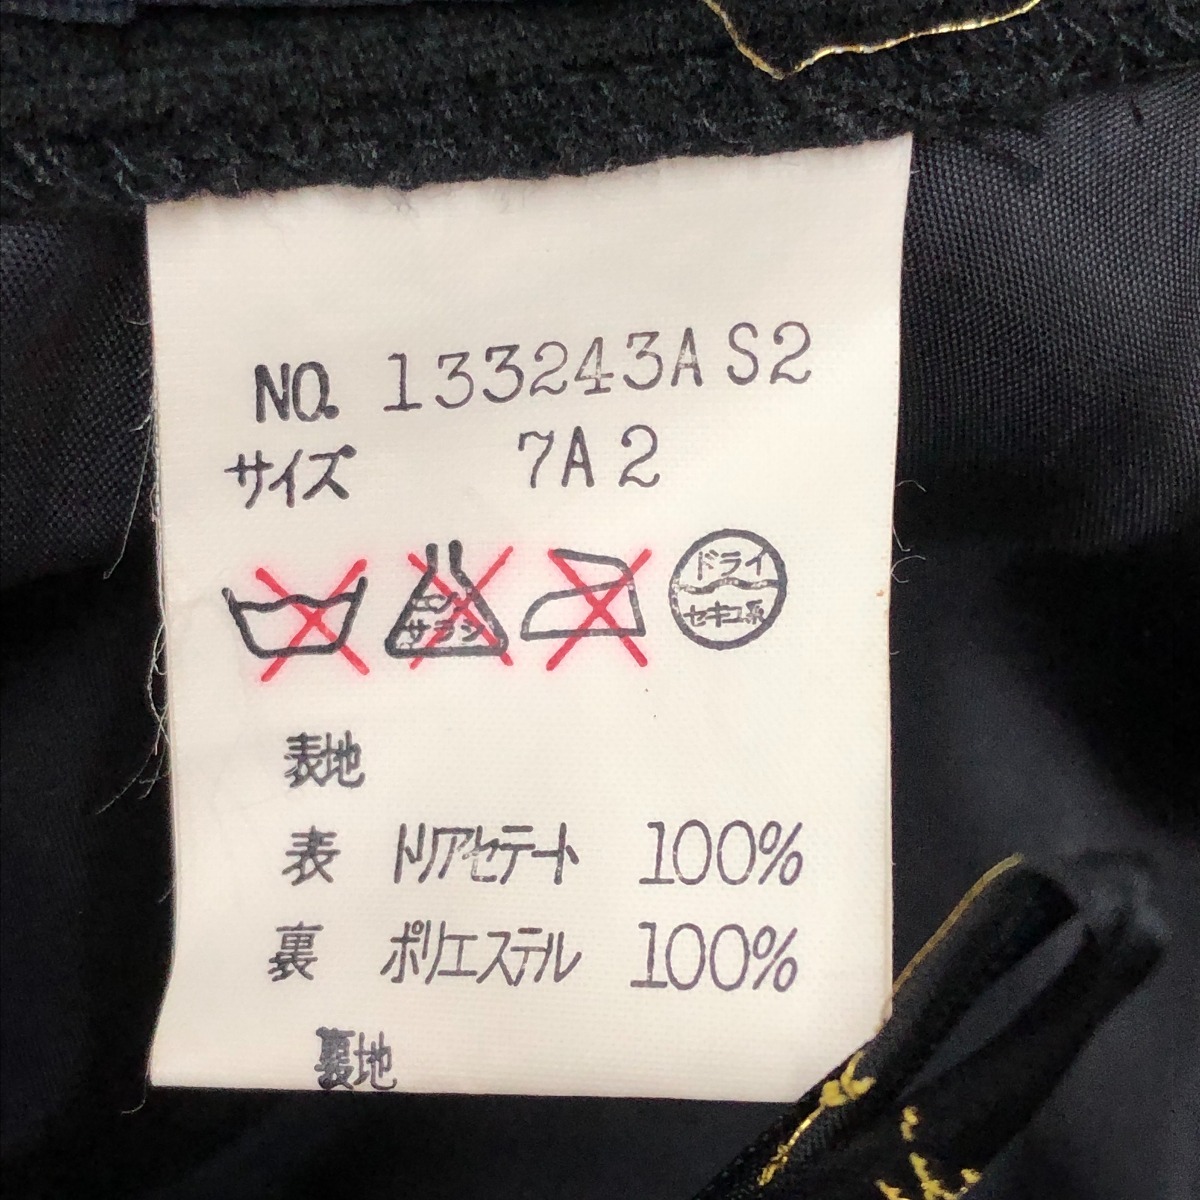 NO. 133243A S2
サイズ 7A2
エンソ サラシ
ドライ
セキユ系
表地
表 トリアセテート 100%
裏 ポリエステル 100%
裏地